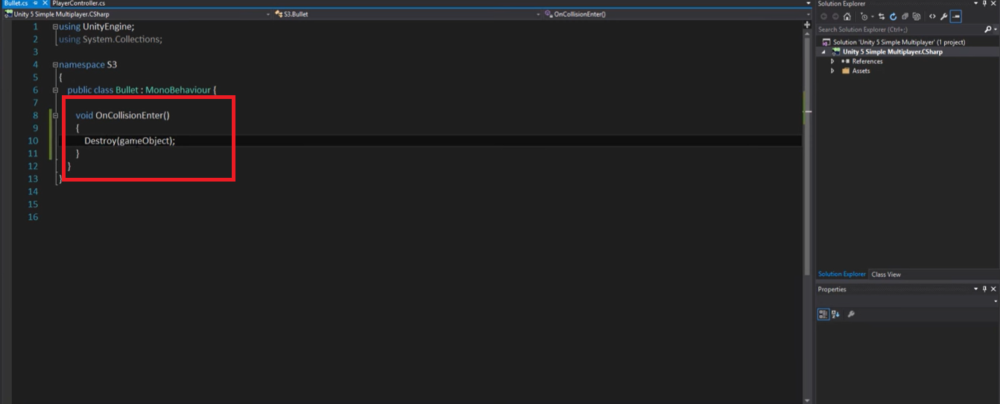 Bullet.cs
PlayerController.cs
Unity 5 Simple Multiplayer.CSharp
S3.Bullet
OnCollisionEnter()
1 using UnityEngine;
2 using System.Collections;
3
4 namespace S3
5 {
6 public class Bullet : MonoBehaviour {
7
8 void OnCollisionEnter()
9 {
10 Destroy(gameObject);
11 }
12 }
13 }
14
15
16
Solution Explorer
Search Solution Explorer (Ctrl+;)
Solution 'Unity 5 Simple Multiplayer' (1 project)
Unity 5 Simple Multiplayer.CSharp
References
Assets
Solution Explorer Class View
Properties